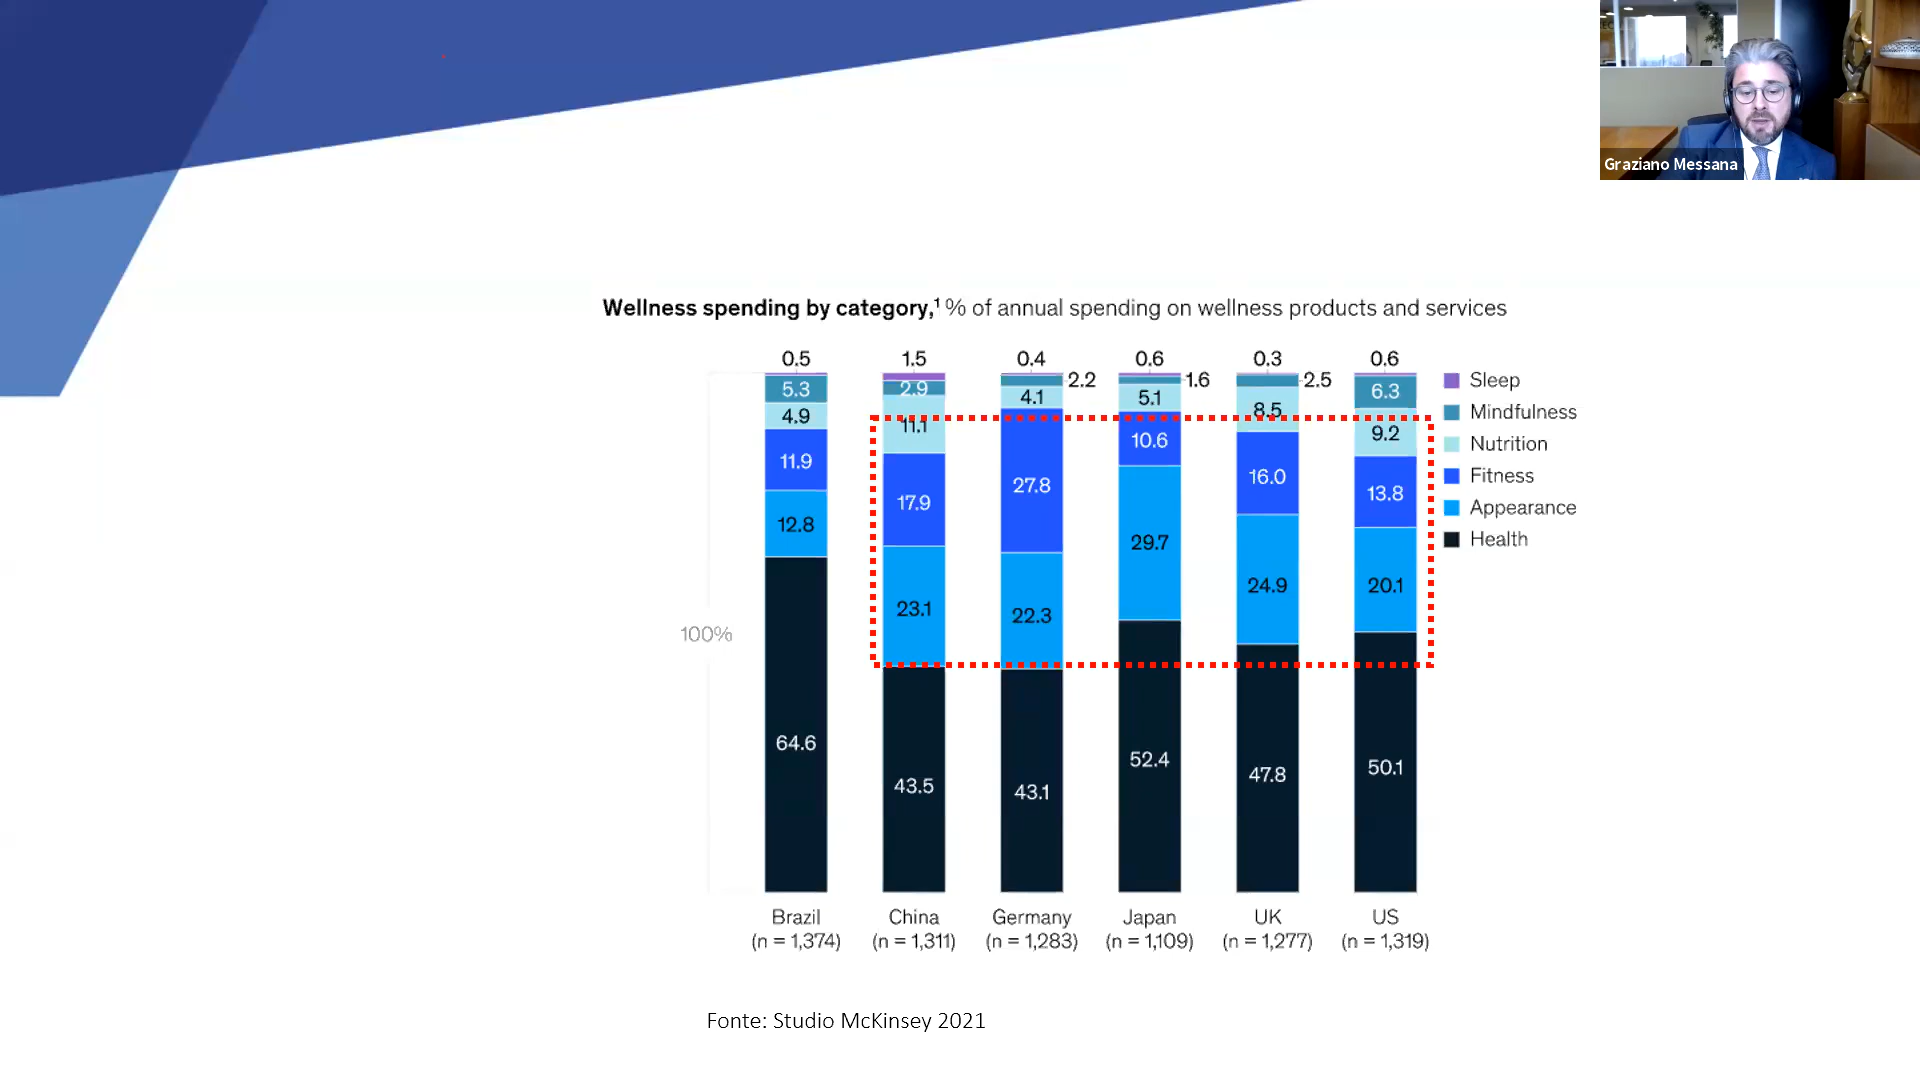 Graziano Messana
Wellness spending by category,¹ % of annual spending on wellness products and services
0.5 1.5 0.4 0.6 0.3 0.6
5.3 2.9 2.2 1.6 2.5 6.3
4.9 11.1 4.1 5.1 8.5 9.2
11.9 17.9 27.8 10.6 16.0 13.8
12.8 23.1 22.3 29.7 24.9 20.1
64.6 43.5 43.1 52.4 47.8 50.1
100%
Sleep
Mindfulness
Nutrition
Fitness
Appearance
Health
Brazil China Germany Japan UK US
(n = 1,374) (n = 1,311) (n = 1,283) (n = 1,109) (n = 1,277) (n = 1,319)
Fonte: Studio McKinsey 2021